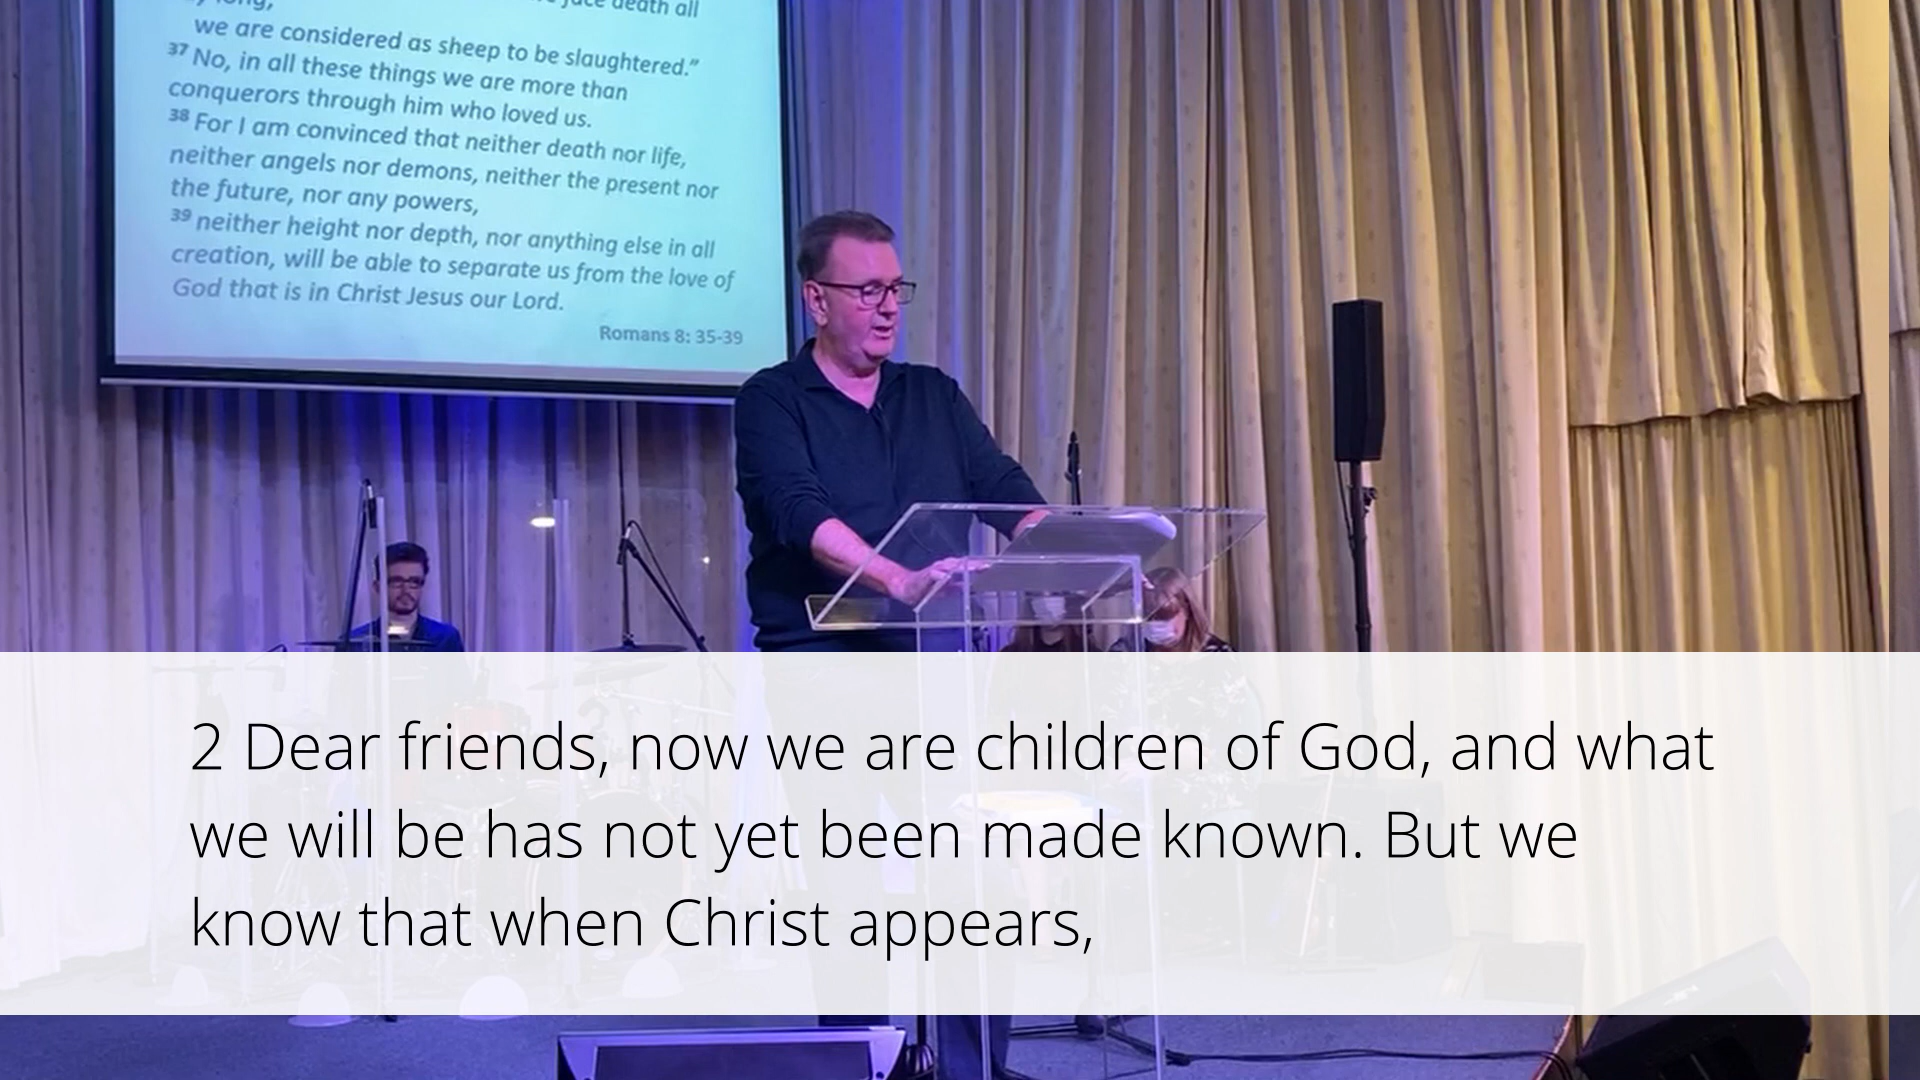 death all
we are considered as sheep to be slaughtered.”
37 No, in all these things we are more than
conquerors through him who loved us.
38 For I am convinced that neither death nor life,
neither angels nor demons, neither the present nor
the future, nor any powers,
39 neither height nor depth, nor anything else in all
creation, will be able to separate us from the love of
God that is in Christ Jesus our Lord.
Romans 8: 35-39
2 Dear friends, now we are children of God, and what
we will be has not yet been made known. But we
know that when Christ appears,